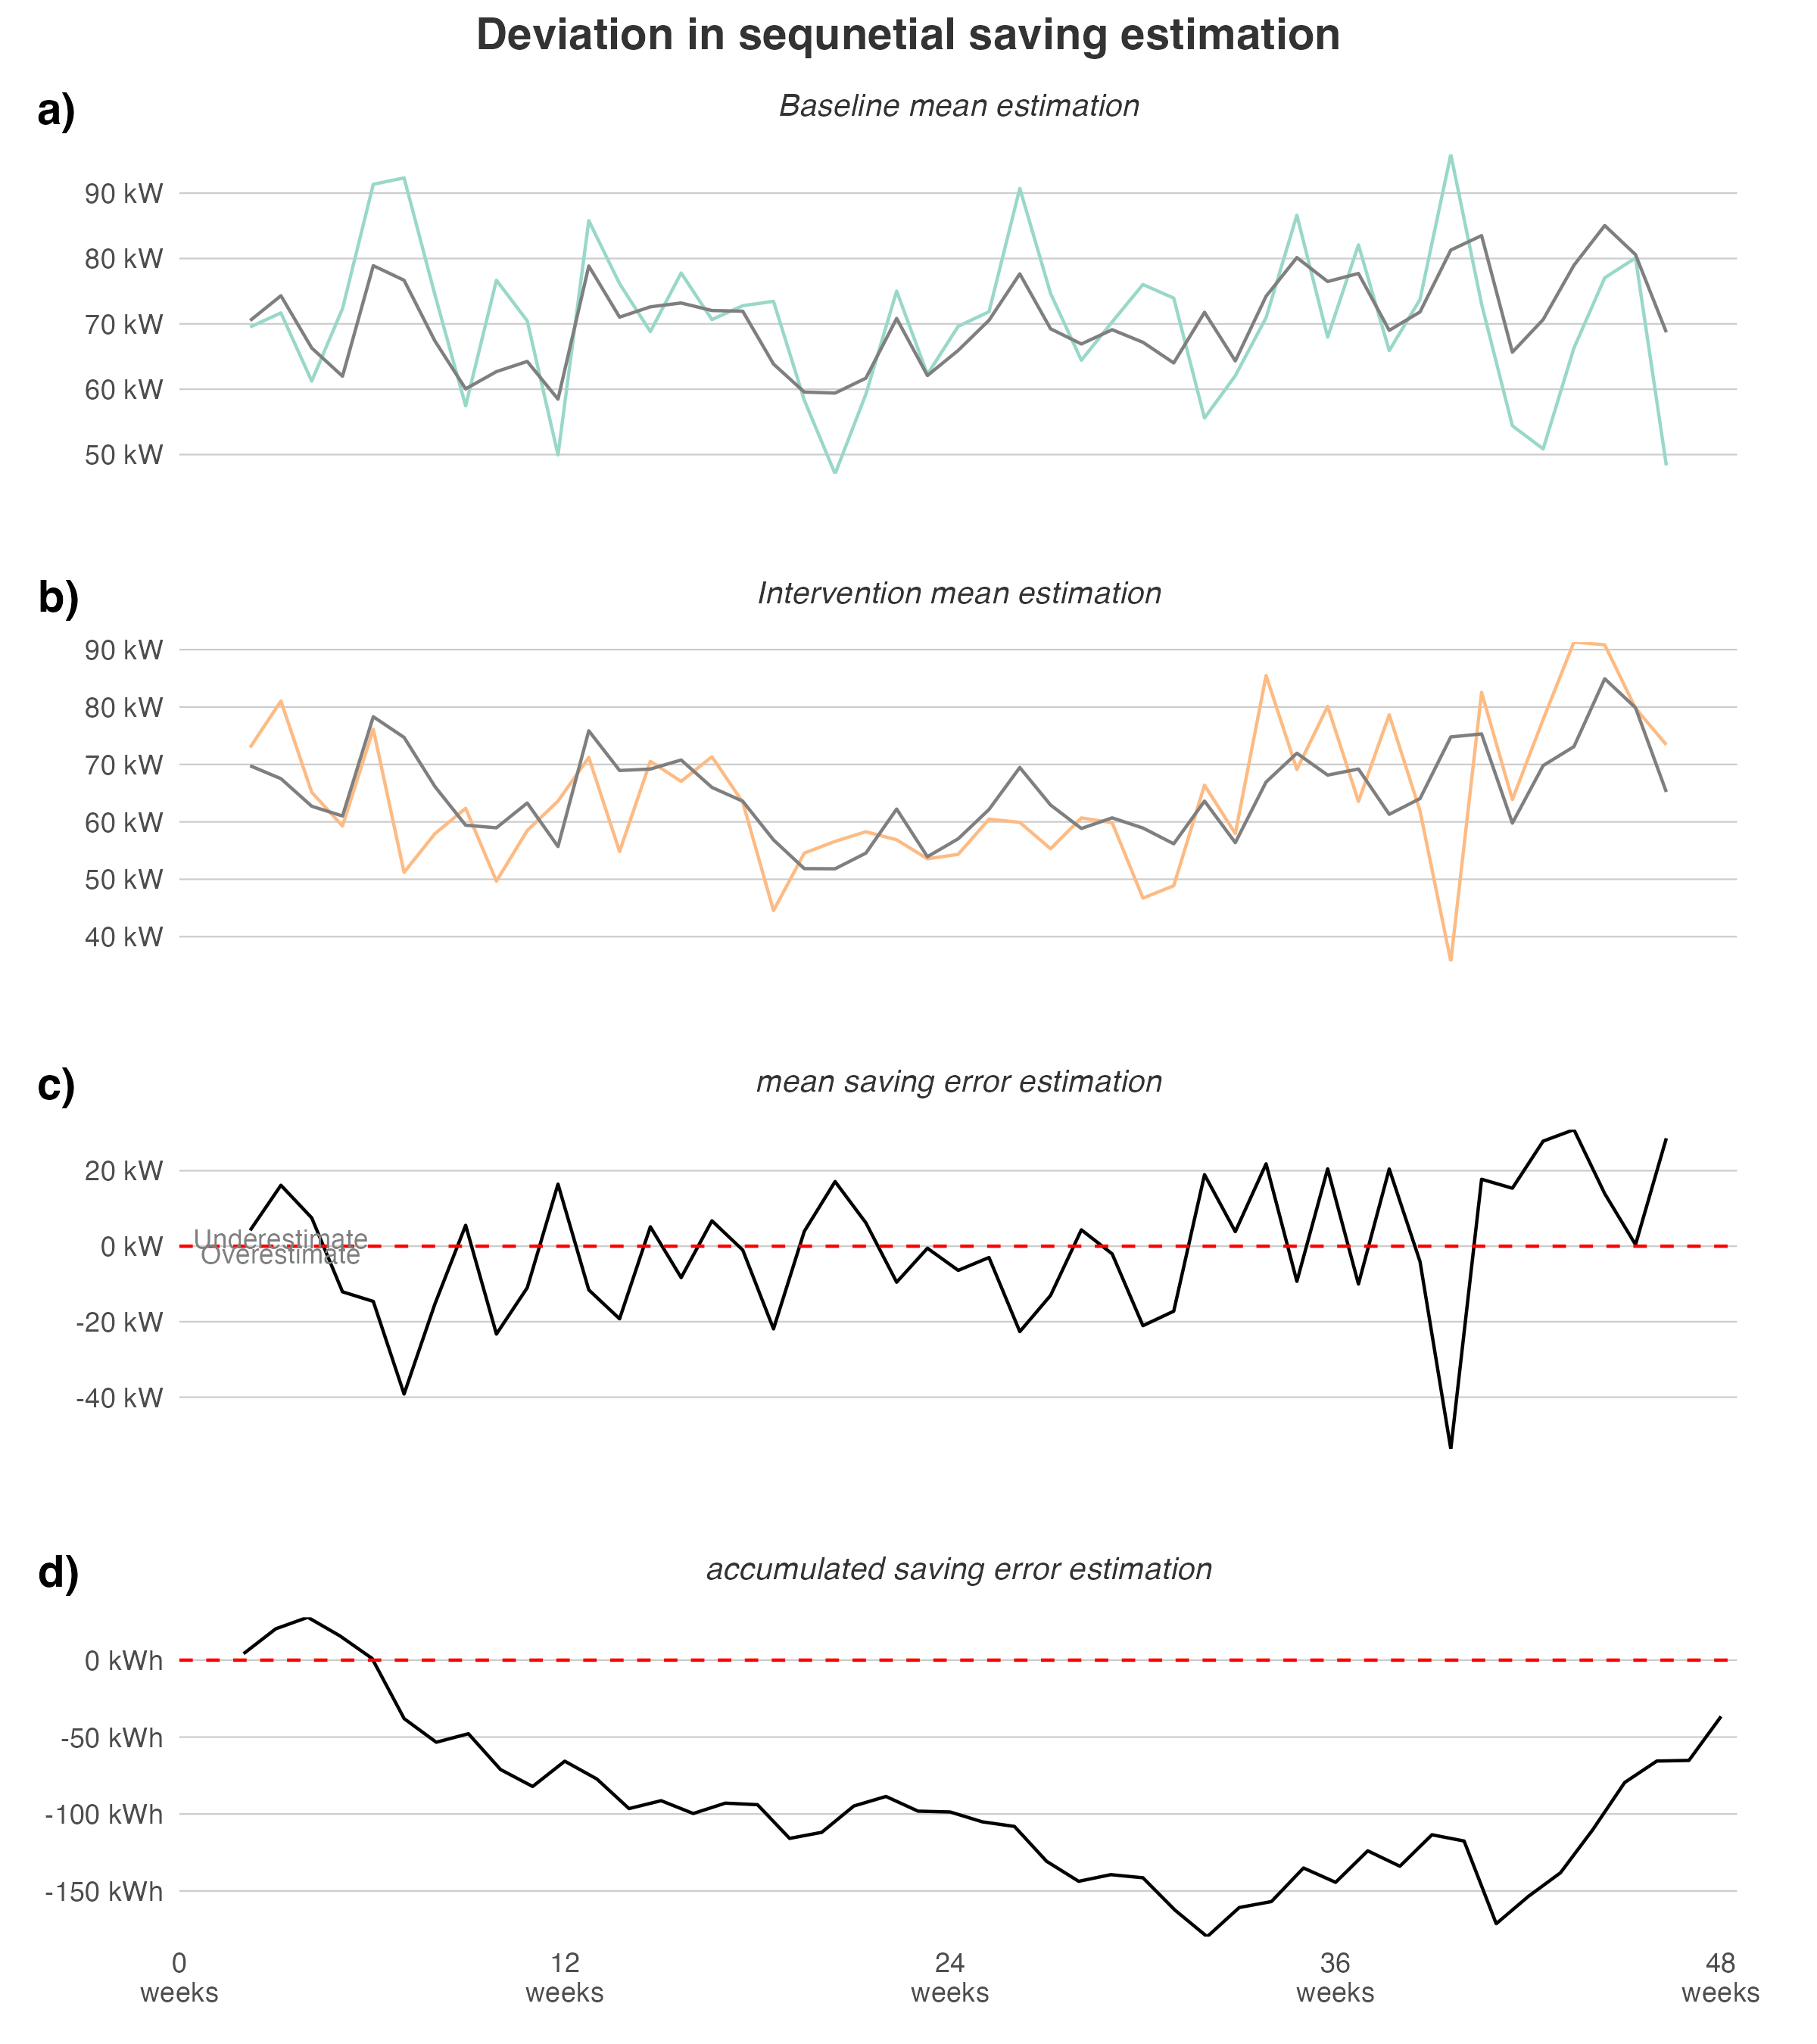 Deviation in sequnetial saving estimation
a)
Baseline mean estimation
90 kW
80 kW
70 kW
60 kW
50 kW
b)
Intervention mean estimation
90 kW
80 kW
70 kW
60 kW
50 kW
40 kW
c)
mean saving error estimation
20 kW
Underestimate
0 kW
Overestimate
-20 kW
-40 kW
d)
accumulated saving error estimation
0 kWh
-50 kWh
-100 kWh
-150 kWh
0 12 24 36 48
weeks weeks weeks weeks weeks